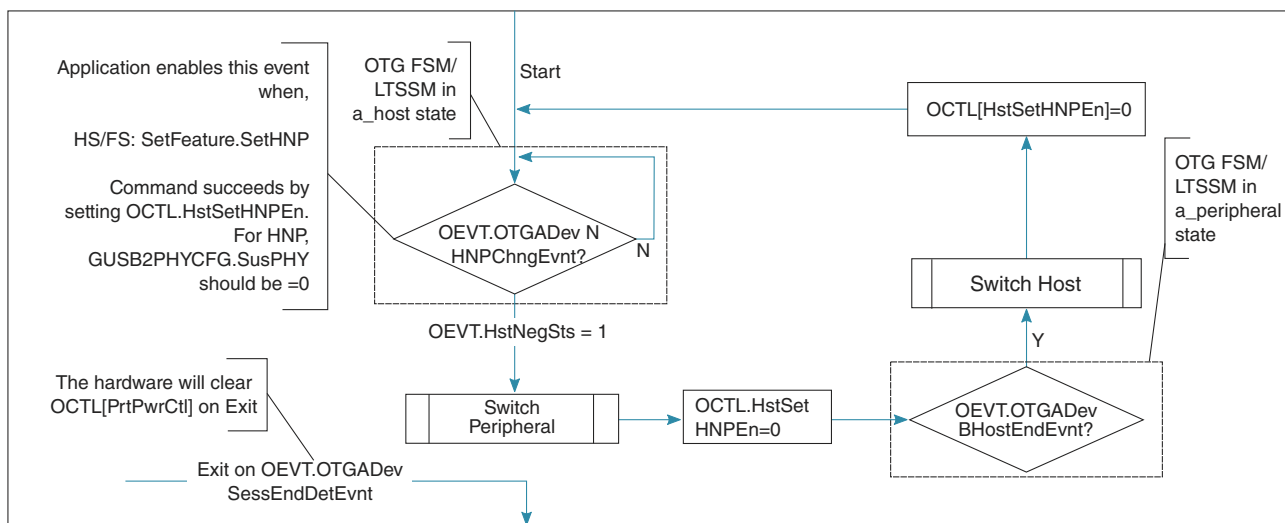 Application enables this event
when,
HS/FS: SetFeature.SetHNP
Command succeeds by
setting OCTL.HstSetHNPEn.
For HNP,
GUSB2PHYCFG.SusPHY
should be =0
OTG FSM/
LTSSM in
a_host state
Start
OCTL[HstSetHNPEn]=0
OTG FSM/
LTSSM in
a_peripheral
state
OEVT.OTGADev N
HNPChngEvnt?
N
Switch Host
OEVT.HstNegSts = 1
Y
The hardware will clear
OCTL[PrtPwrCtl] on Exit
Switch
Peripheral
OCTL.HstSet
HNPEn=0
OEVT.OTGADev
BHostEndEvnt?
Exit on OEVT.OTGADev
SessEndDetEvnt